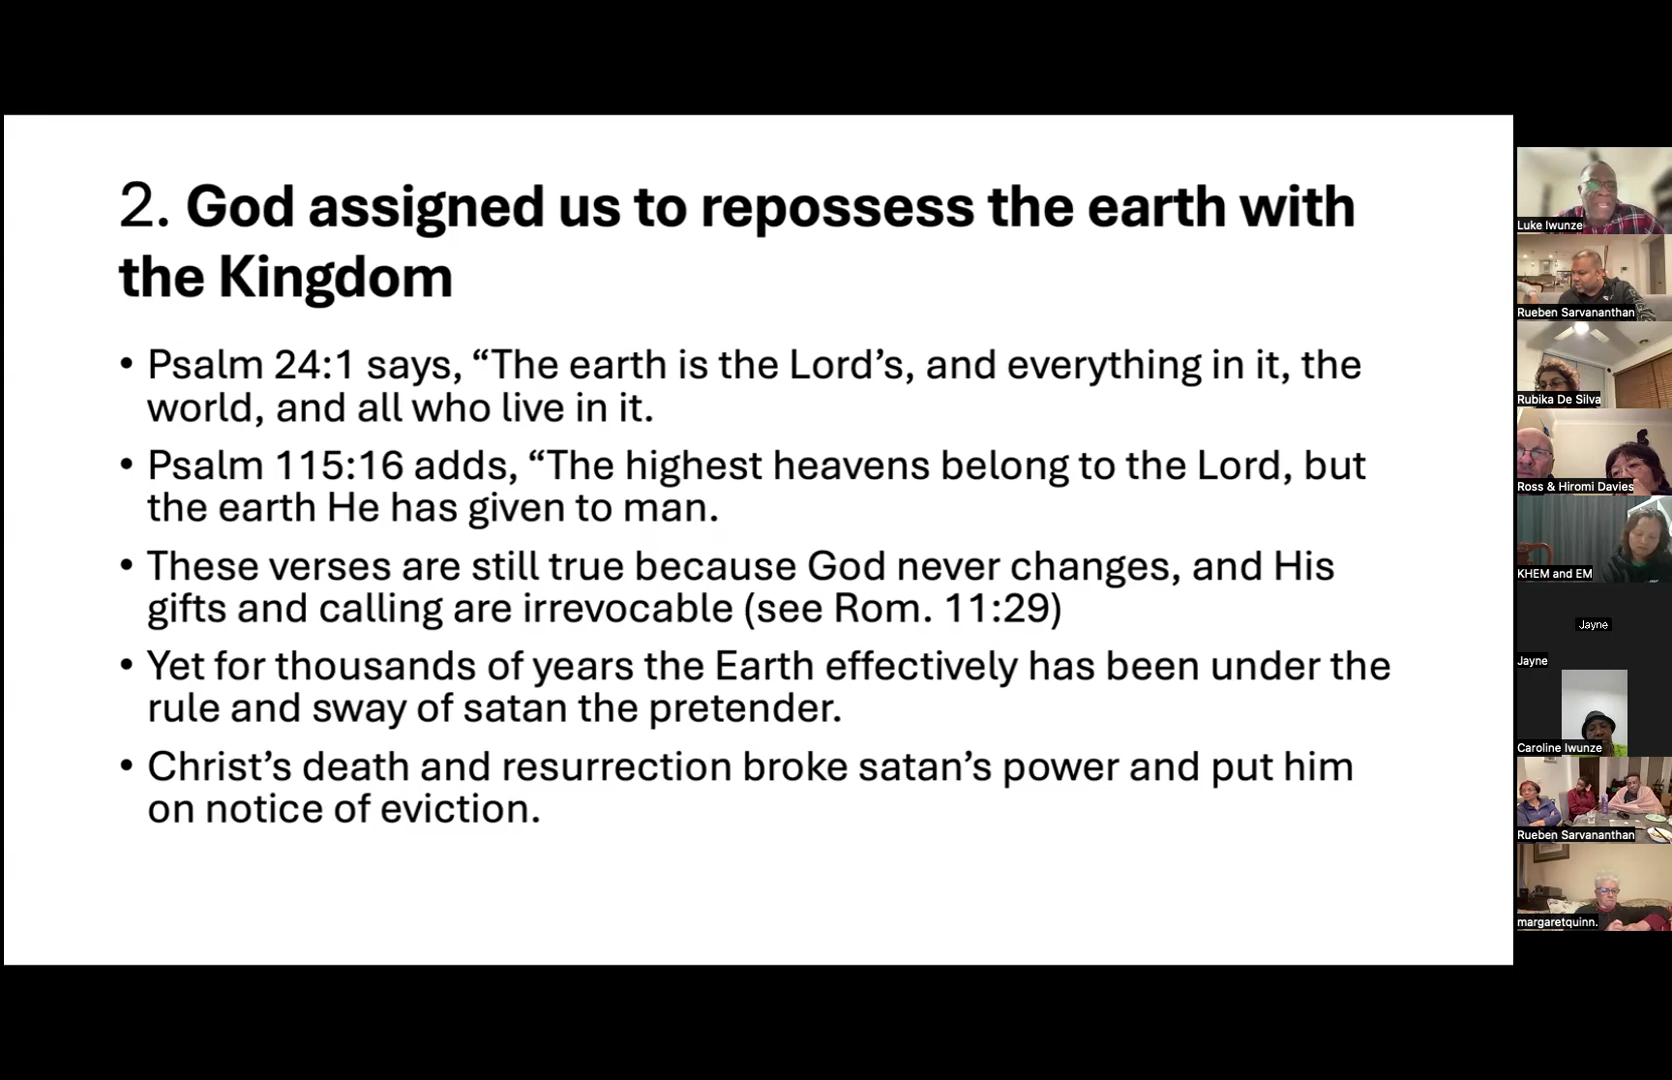 2. God assigned us to repossess the earth with
the Kingdom
• Psalm 24:1 says, “The earth is the Lord’s, and everything in it, the
world, and all who live in it.
• Psalm 115:16 adds, “The highest heavens belong to the Lord, but
the earth He has given to man.
• These verses are still true because God never changes, and His
gifts and calling are irrevocable (see Rom. 11:29)
• Yet for thousands of years the Earth effectively has been under the
rule and sway of satan the pretender.
• Christ’s death and resurrection broke satan’s power and put him
on notice of eviction.
Luke Iwunze
Rueben Sarvananthan
Rubika De Silva
Ross & Hiromi Davies
KHEM and EM
Jayne
Jayne
Caroline Iwunze
Rueben Sarvananthan
margaretquinn.